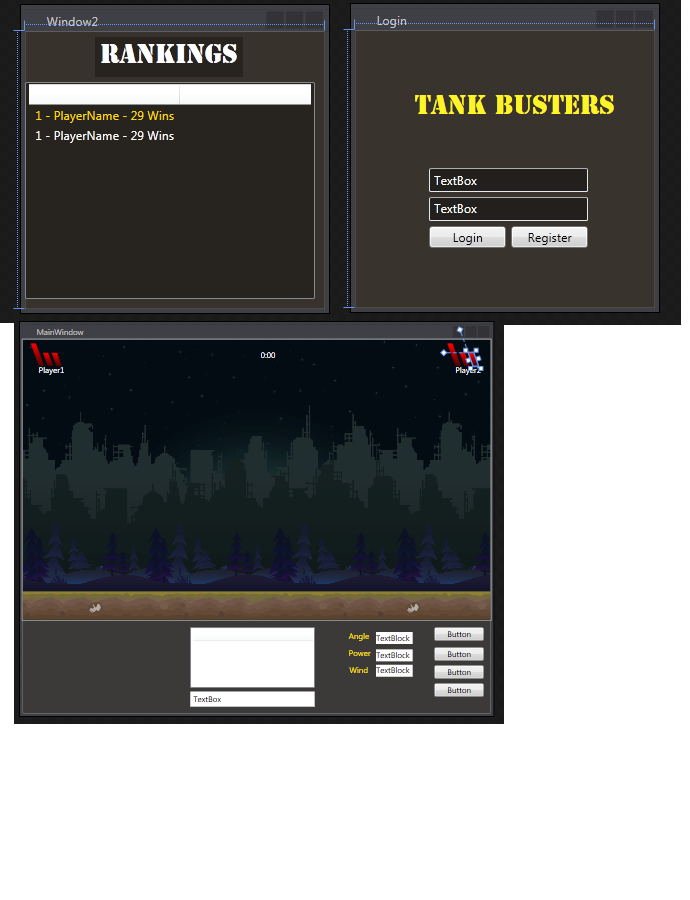 Window2
RANKINGS
1 - PlayerName - 29 Wins
1 - PlayerName - 29 Wins
Login
TANK BUSTERS
TextBox
TextBox
Login Register
MainWindow
0:00
Player1
Player2
Angle TextBlock
Power TextBlock
Wind TextBlock
TextBox
Button
Button
Button
Button